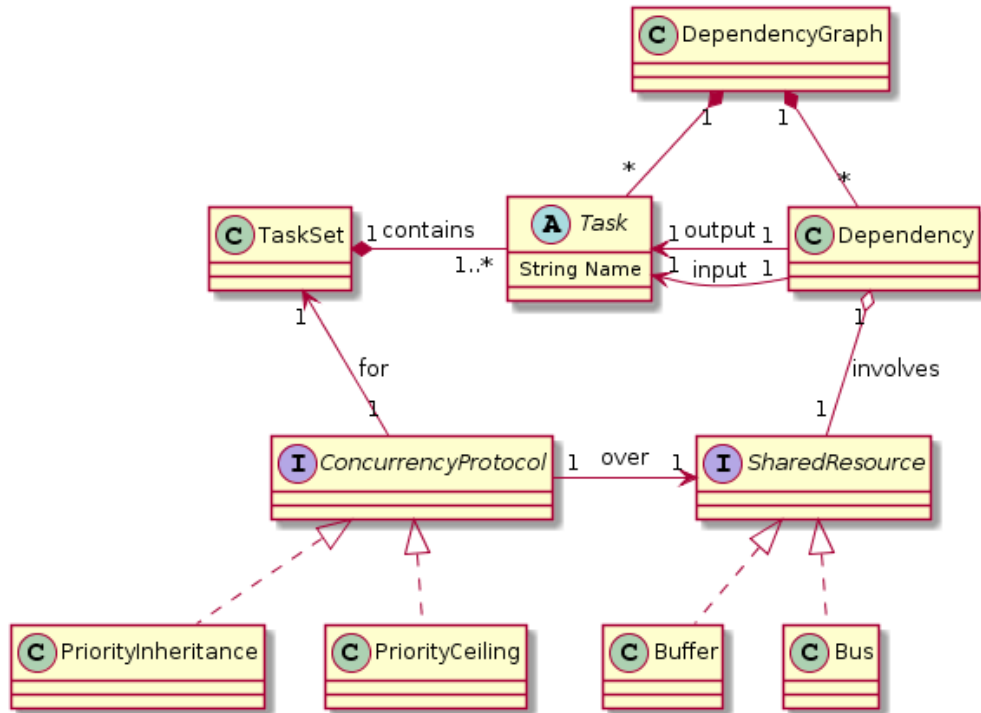 C DependencyGraph
1 1
* *
C TaskSet
1 contains 1..*
A Task
String Name
1 output 1
1 input 1
C Dependency
1 for 1
1 involves 1
I ConcurrencyProtocol
1 over 1
I SharedResource
C PriorityInheritance
C PriorityCeiling
C Buffer
C Bus